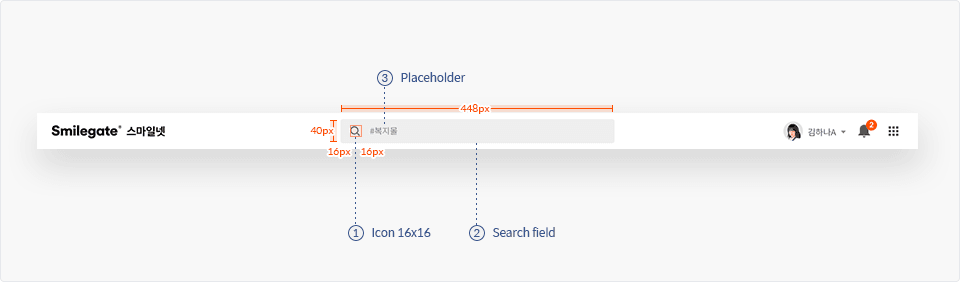 3 Placeholder
448px
Smilegate® 스마일넷
40px
#복지몰
김하나A
2
16px 16px
1 Icon 16x16
2 Search field